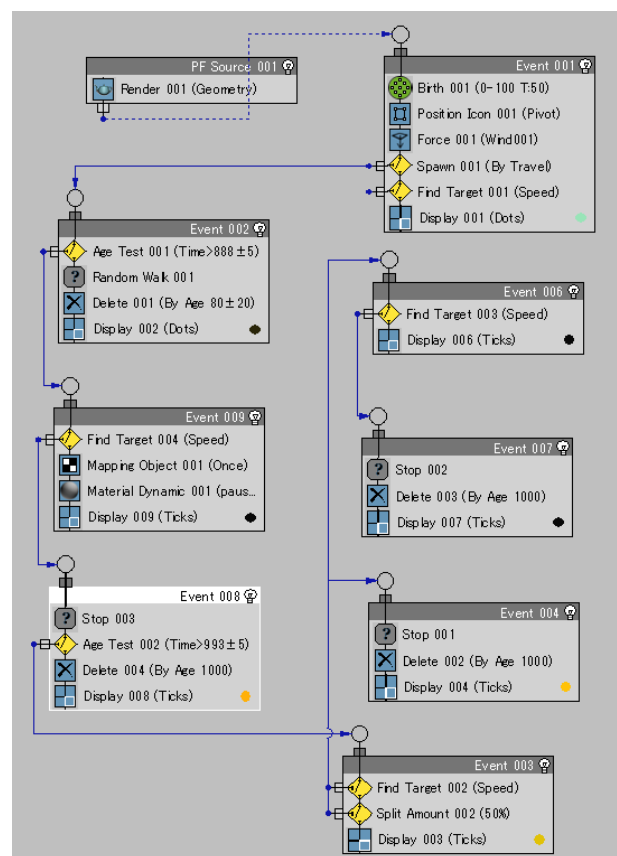 PF Source 001
Render 001 (Geometry)
Event 001
Birth 001 (0-100 T:50)
Position Icon 001 (Pivot)
Force 001 (Wind001)
Spawn 001 (By Travel)
Find Target 001 (Speed)
Display 001 (Dots)
Event 002
Age Test 001 (Time>888±5)
Random Walk 001
Delete 001 (By Age 80±20)
Display 002 (Dots)
Event 006
Find Target 003 (Speed)
Display 006 (Ticks)
Event 009
Find Target 004 (Speed)
Mapping Object 001 (Once)
Material Dynamic 001 (paus...
Display 009 (Ticks)
Event 007
Stop 002
Delete 003 (By Age 1000)
Display 007 (Ticks)
Event 008
Stop 003
Age Test 002 (Time>993±5)
Delete 004 (By Age 1000)
Display 008 (Ticks)
Event 004
Stop 001
Delete 002 (By Age 1000)
Display 004 (Ticks)
Event 003
Find Target 002 (Speed)
Split Amount 002 (50%)
Display 003 (Ticks)